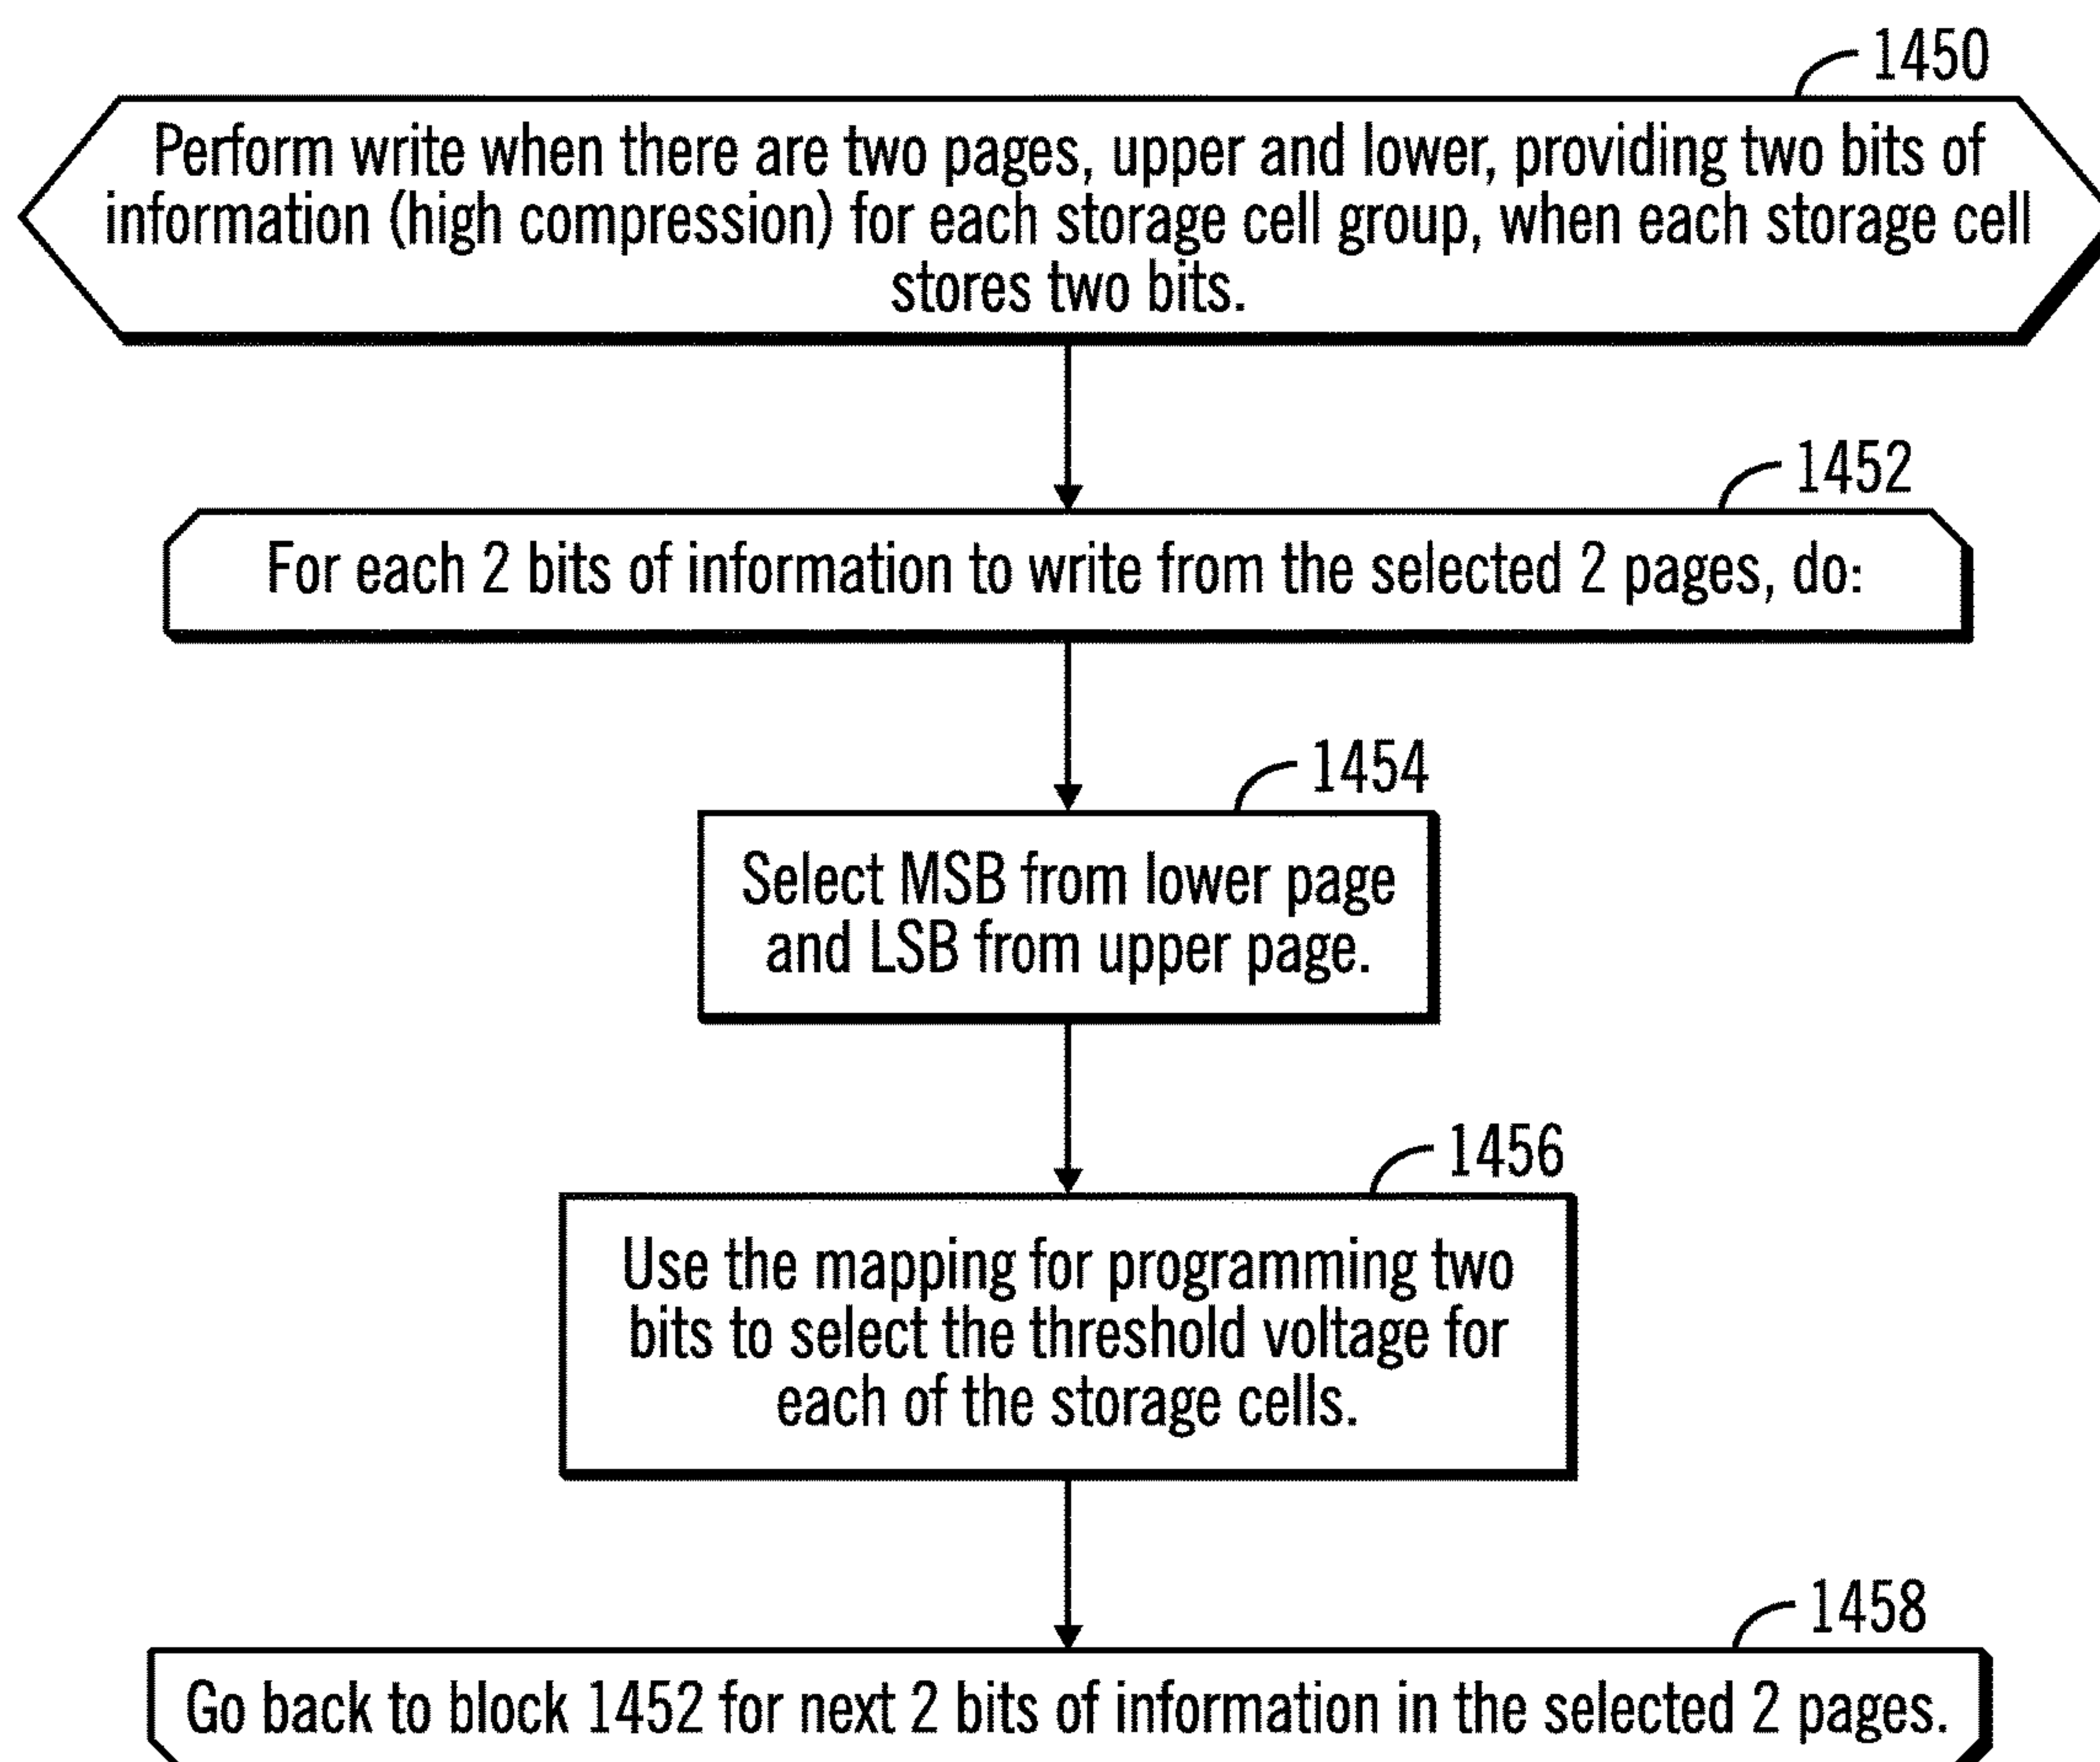 1450
Perform write when there are two pages, upper and lower, providing two bits of
information (high compression) for each storage cell group, when each storage cell
stores two bits.
1452
For each 2 bits of information to write from the selected 2 pages, do:
1454
Select MSB from lower page
and LSB from upper page.
1456
Use the mapping for programming two
bits to select the threshold voltage for
each of the storage cells.
1458
Go back to block 1452 for next 2 bits of information in the selected 2 pages.